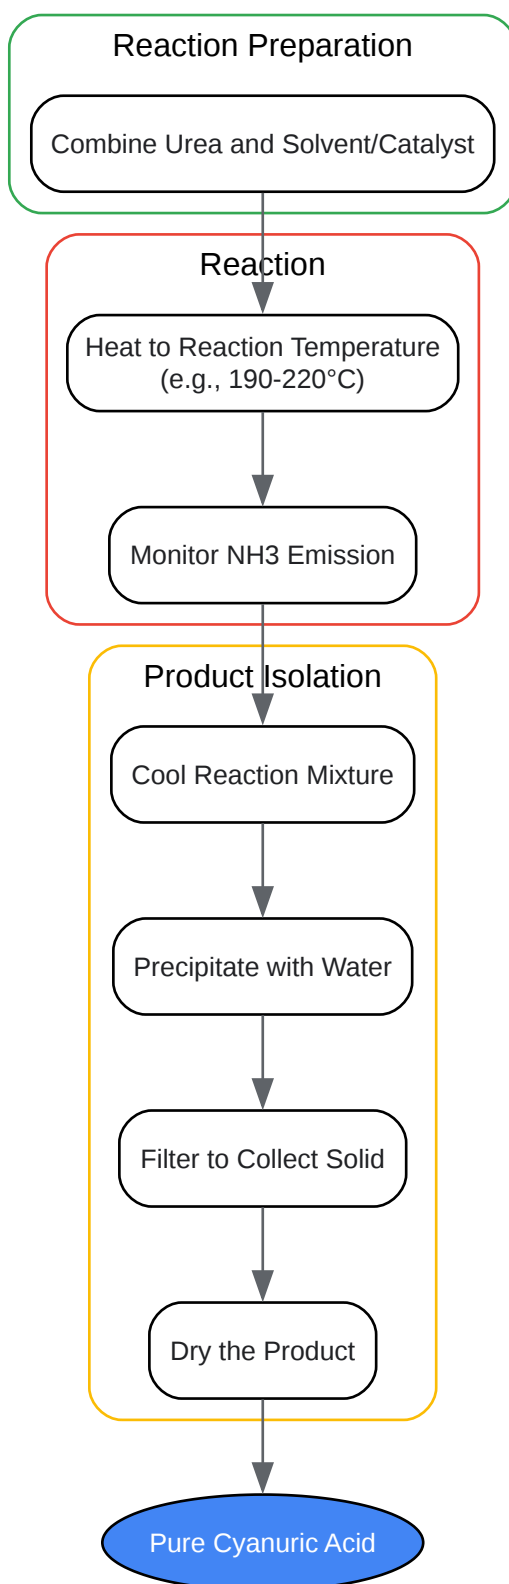 Reaction Preparation
Combine Urea and Solvent/Catalyst
Reaction
Heat to Reaction Temperature
(e.g., 190-220°C)
Monitor NH3 Emission
Product Isolation
Cool Reaction Mixture
Precipitate with Water
Filter to Collect Solid
Dry the Product
Pure Cyanuric Acid